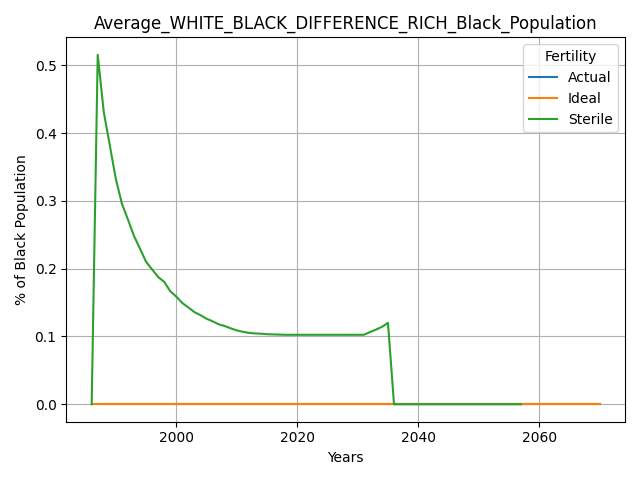 Average_WHITE_BLACK_DIFFERENCE_RICH_Black_Population
Fertility
Actual
Ideal
Sterile
% of Black Population
0.5
0.4
0.3
0.2
0.1
0.0
2000 2020 2040 2060
Years